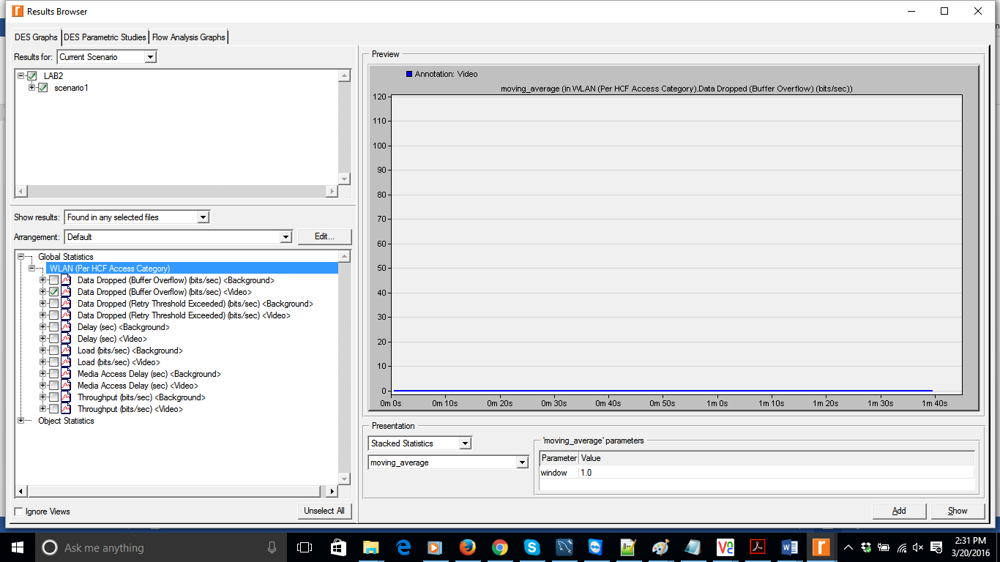 Results Browser
DES Graphs DES Parametric Studies Flow Analysis Graphs
Results for: Current Scenario
LAB2
scenario1
Show results: Found in any selected files
Arrangement: Default Edit...
Global Statistics
WLAN (Per HCF Access Category)
Data Dropped (Buffer Overflow) (bits/sec) <Background>
Data Dropped (Buffer Overflow) (bits/sec) <Video>
Data Dropped (Retry Threshold Exceeded) (bits/sec) <Background>
Data Dropped (Retry Threshold Exceeded) (bits/sec) <Video>
Delay (sec) <Background>
Delay (sec) <Video>
Load (bits/sec) <Background>
Load (bits/sec) <Video>
Media Access Delay (sec) <Background>
Media Access Delay (sec) <Video>
Throughput (bits/sec) <Background>
Throughput (bits/sec) <Video>
Object Statistics
Ignore Views Unselect All
Preview
Annotation: Video
moving_average (in WLAN (Per HCF Access Category).Data Dropped (Buffer Overflow) (bits/sec))
120
110
100
90
80
70
60
50
40
30
20
10
0
0m 0s 0m 10s 0m 20s 0m 30s 0m 40s 0m 50s 1m 0s 1m 10s 1m 20s 1m 30s 1m 40s
Presentation
Stacked Statistics
moving_average
'moving_average' parameters
Parameter Value
window 1.0
Add Show
Ask me anything
2:31 PM
3/20/2016